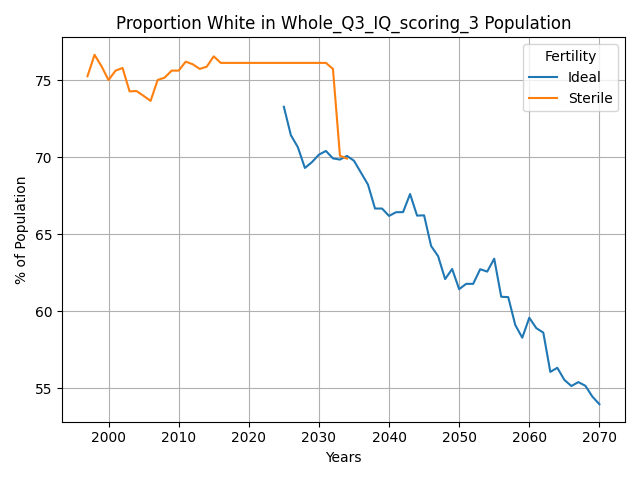 Proportion White in Whole_Q3_IQ_scoring_3 Population
% of Population
75
70
65
60
55
Fertility
Ideal
Sterile
2000 2010 2020 2030 2040 2050 2060 2070
Years